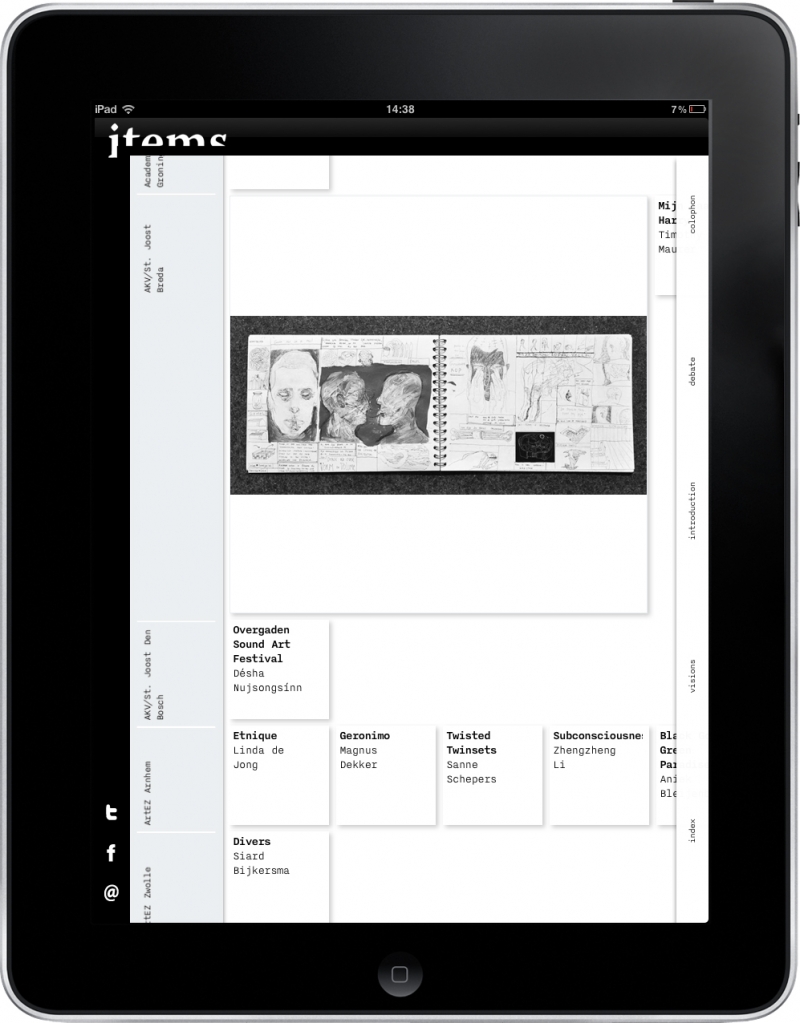 iPad
14:38
7%
items
Academ
Gronin
AKV/St. Joost
Breda
Mij
Har
Tim
Mau
colophon
debate
introduction
visions
index
AKV/St. Joost Den
Bosch
Overgaden
Sound Art
Festival
Désha
Nujsongsinn
ArtEZ Arnhem
Etnique
Linda de
Jong
Geronimo
Magnus
Dekker
Twisted
Twinsets
Sanne
Schepers
Subconsciousnes
Zhengzheng
Li
Bla
Gre
Par
Ani
Ble
ArtEZ Zwolle
Divers
Siard
Bijkersma
t
f
@